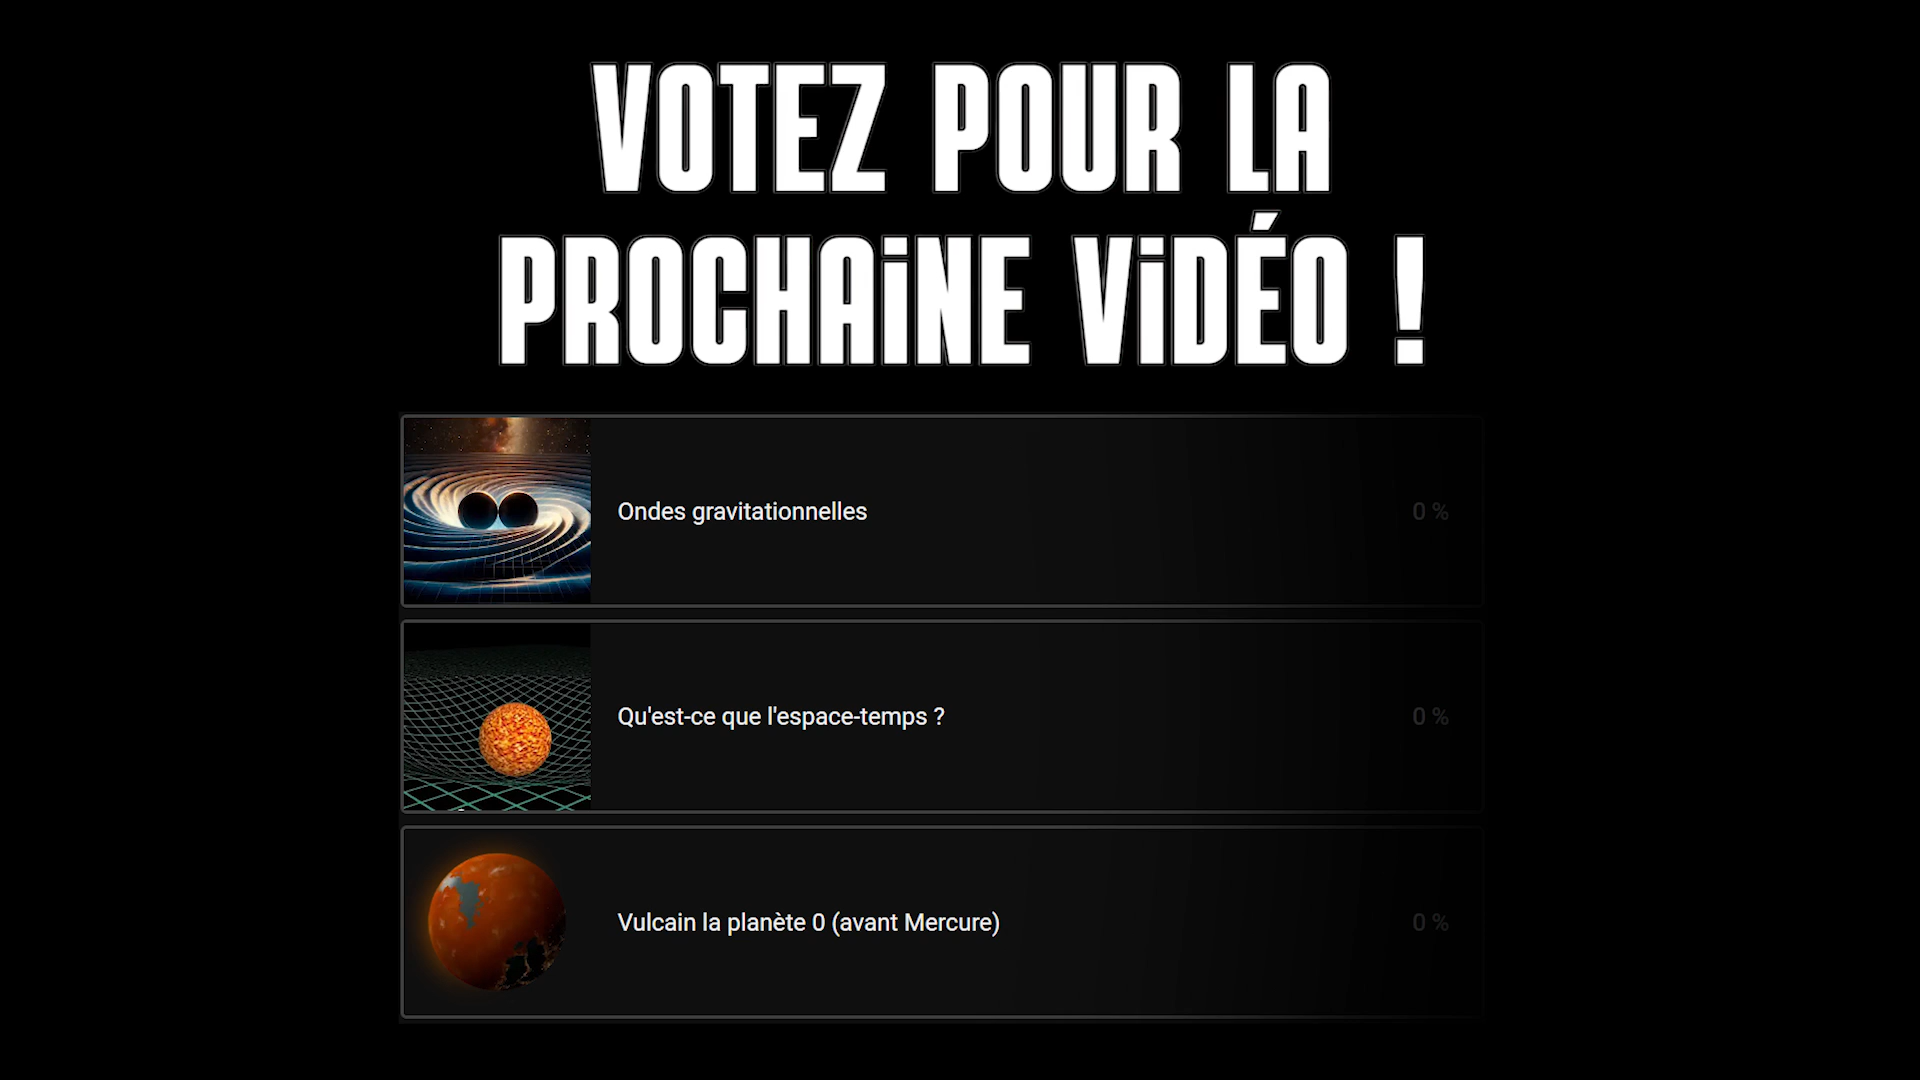 VOTEZ POUR LA
PROCHAiNE ViDÉO !
Ondes gravitationnelles
0 %
Qu'est-ce que l'espace-temps ?
0 %
Vulcain la planète 0 (avant Mercure)
0 %